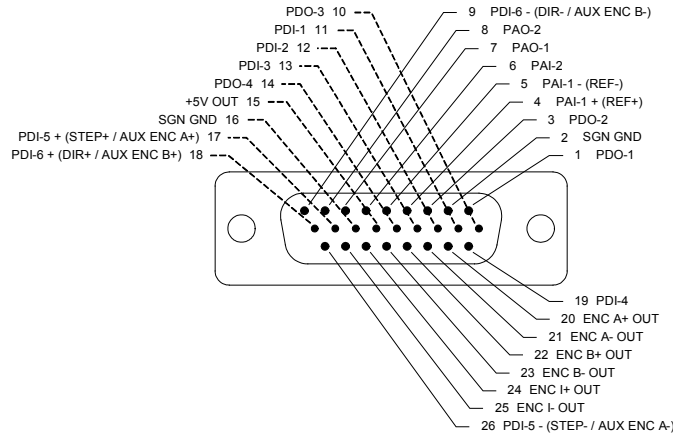 PDO-3 10
PDI-1 11
PDI-2 12
PDI-3 13
PDO-4 14
+5V OUT 15
SGN GND 16
PDI-5 + (STEP+ / AUX ENC A+) 17
PDI-6 + (DIR+ / AUX ENC B+) 18
9 PDI-6 - (DIR- / AUX ENC B-)
8 PAO-2
7 PAO-1
6 PAI-2
5 PAI-1 - (REF-)
4 PAI-1 + (REF+)
3 PDO-2
2 SGN GND
1 PDO-1
19 PDI-4
20 ENC A+ OUT
21 ENC A- OUT
22 ENC B+ OUT
23 ENC B- OUT
24 ENC I+ OUT
25 ENC I- OUT
26 PDI-5 - (STEP- / AUX ENC A-)